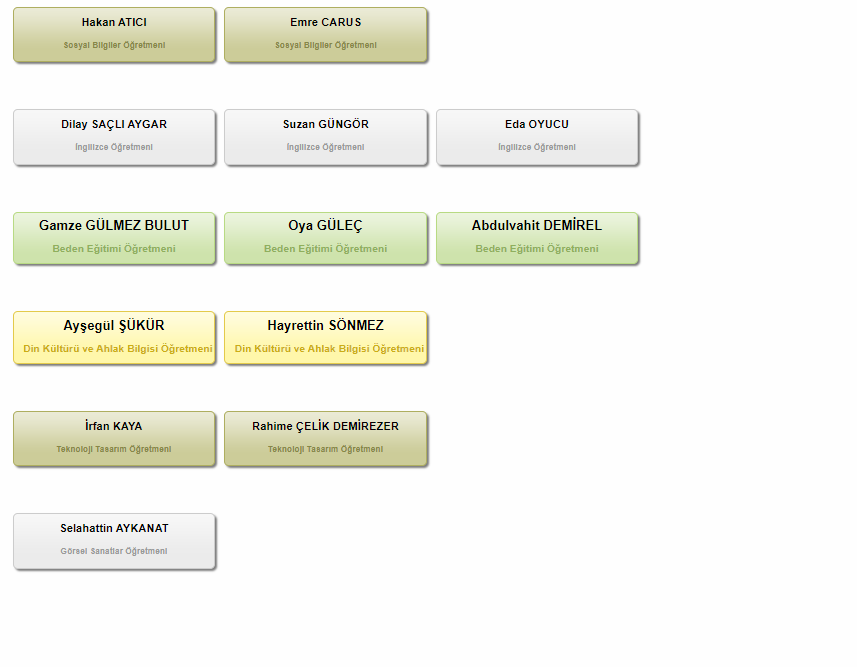 Hakan ATICI
Sosyal Bilgiler Öğretmeni
Emre CARUS
Sosyal Bilgiler Öğretmeni
Dilay SAÇLI AYGAR
İngilizce Öğretmeni
Suzan GÜNGÖR
İngilizce Öğretmeni
Eda OYUCU
İngilizce Öğretmeni
Gamze GÜLMEZ BULUT
Beden Eğitimi Öğretmeni
Oya GÜLEÇ
Beden Eğitimi Öğretmeni
Abdulvahit DEMİREL
Beden Eğitimi Öğretmeni
Ayşegül ŞÜKÜR
Din Kültürü ve Ahlak Bilgisi Öğretmeni
Hayrettin SÖNMEZ
Din Kültürü ve Ahlak Bilgisi Öğretmeni
İrfan KAYA
Teknoloji Tasarım Öğretmeni
Rahime ÇELİK DEMİREZER
Teknoloji Tasarım Öğretmeni
Selahattin AYKANAT
Görsel Sanatlar Öğretmeni